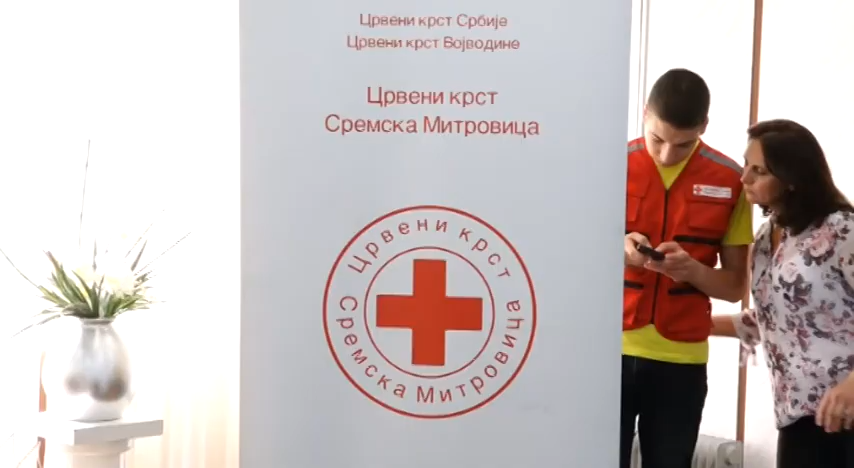 Црвени крст Србије
Црвени крст Војводине
Црвени крст
Сремска Митровица
Црвени крст
Сремска Митровица